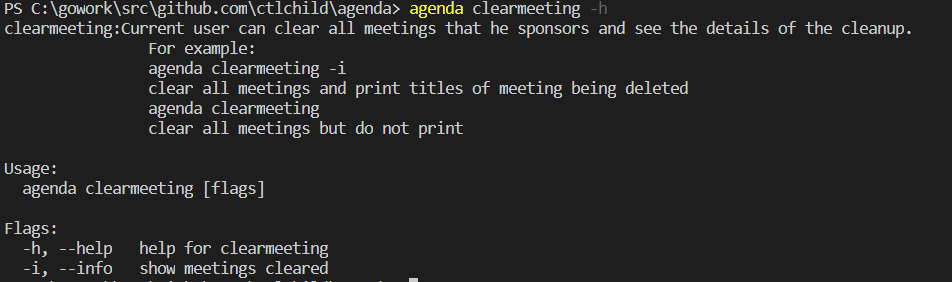 PS C:\gowork\src\github.com\ctlchild\agenda> agenda clearmeeting -h
clearmeeting:Current user can clear all meetings that he sponsors and see the details of the cleanup.
For example:
agenda clearmeeting -i
clear all meetings and print titles of meeting being deleted
agenda clearmeeting
clear all meetings but do not print
Usage:
agenda clearmeeting [flags]
Flags:
-h, --help help for clearmeeting
-i, --info show meetings cleared